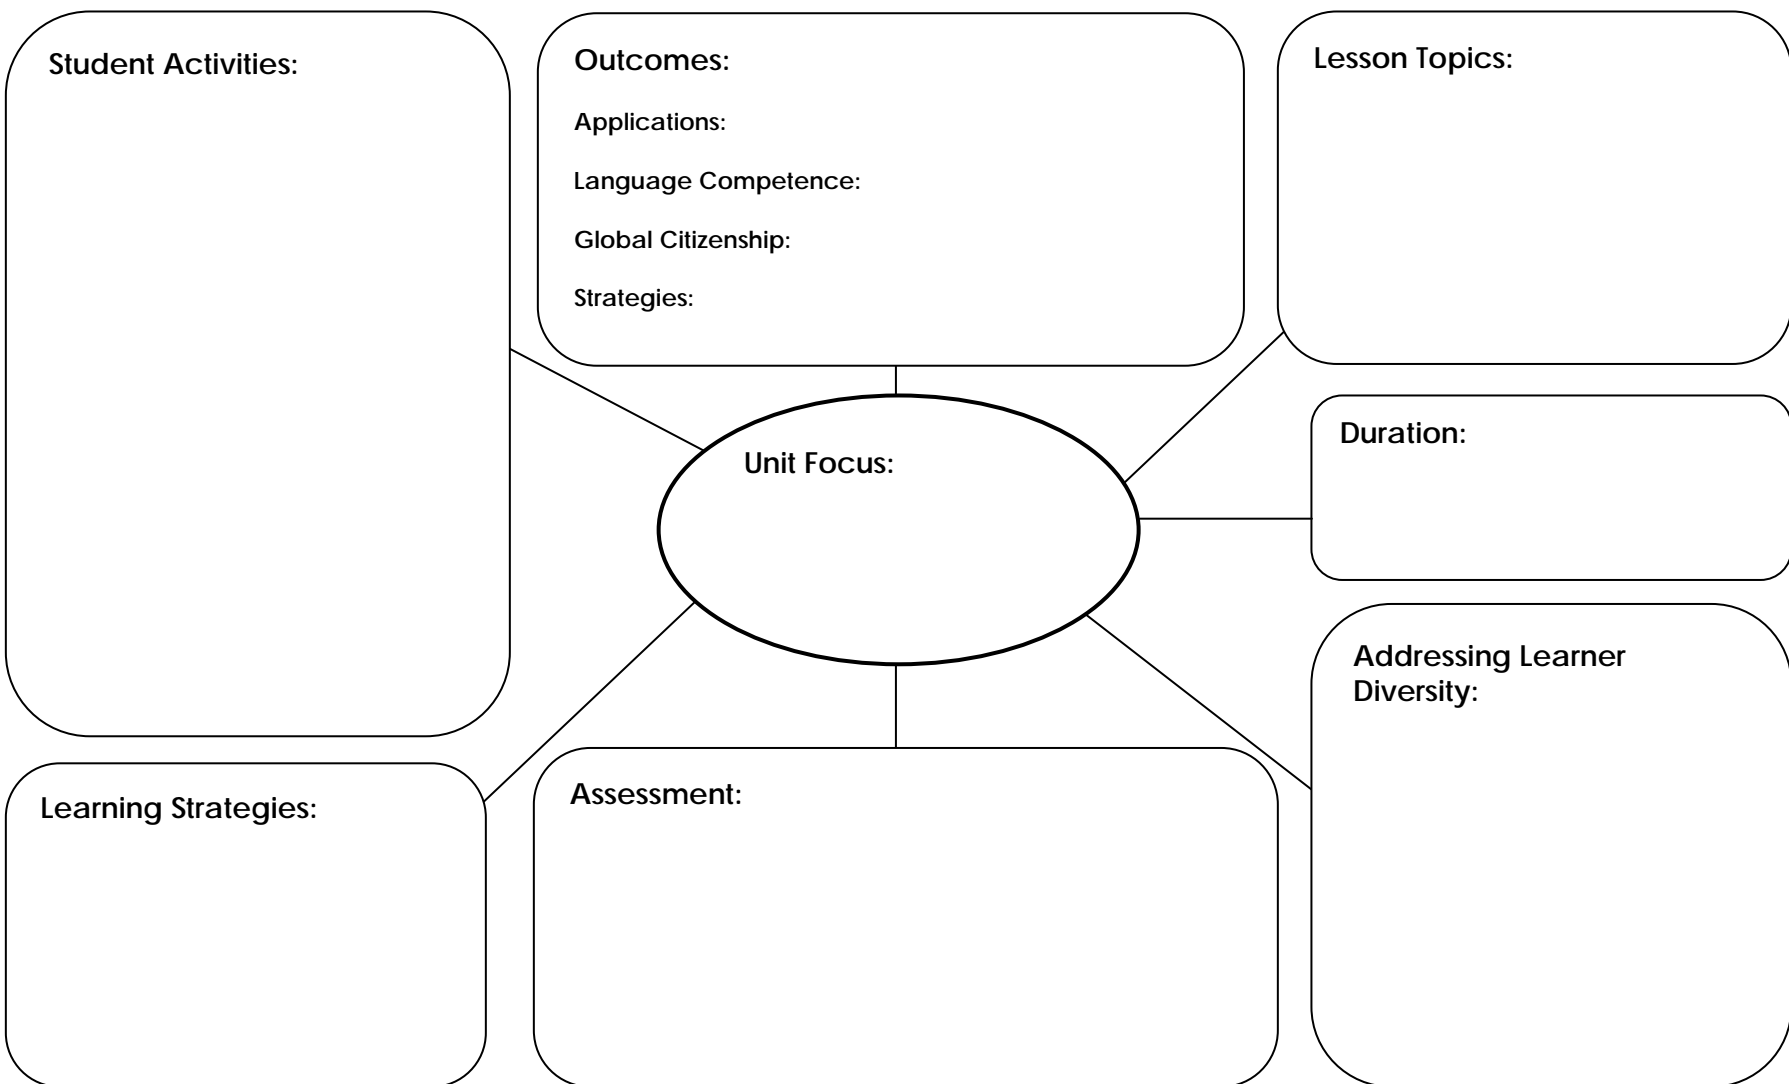 Student Activities:
Outcomes:
Applications:
Language Competence:
Global Citizenship:
Strategies:
Lesson Topics:
Unit Focus:
Duration:
Addressing Learner
Diversity:
Learning Strategies:
Assessment: